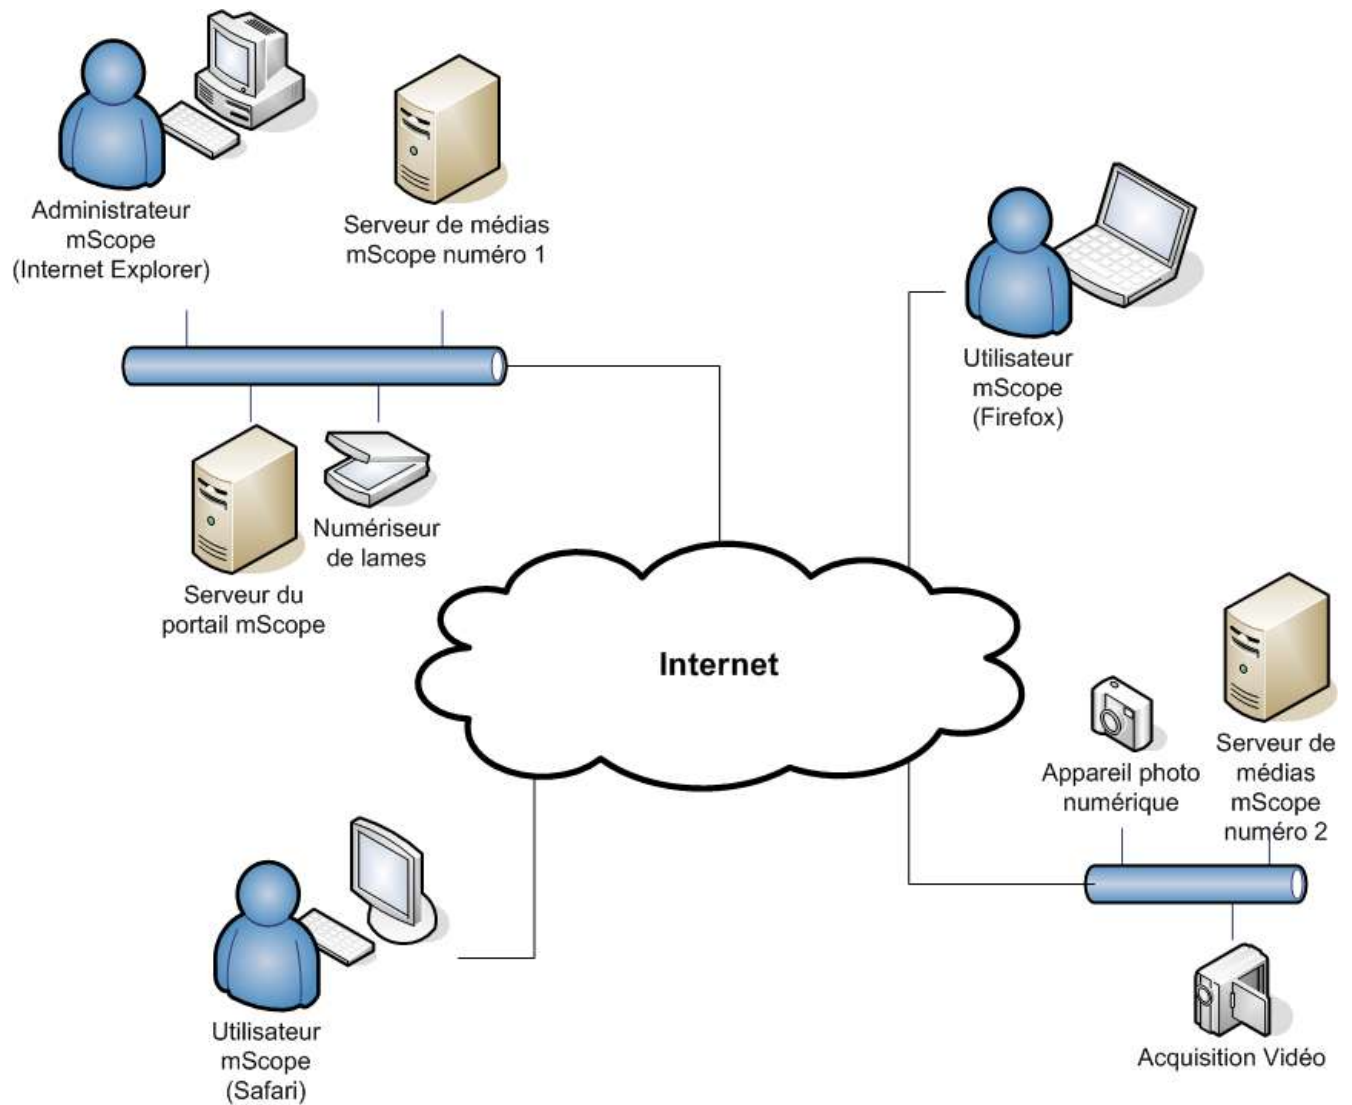 Administrateur
mScope
(Internet Explorer)
Serveur de médias
mScope numéro 1
Utilisateur
mScope
(Firefox)
Numériseur
de lames
Serveur du
portail mScope
Internet
Appareil photo
numérique
Serveur de
médias
mScope
numéro 2
Utilisateur
mScope
(Safari)
Acquisition Vidéo